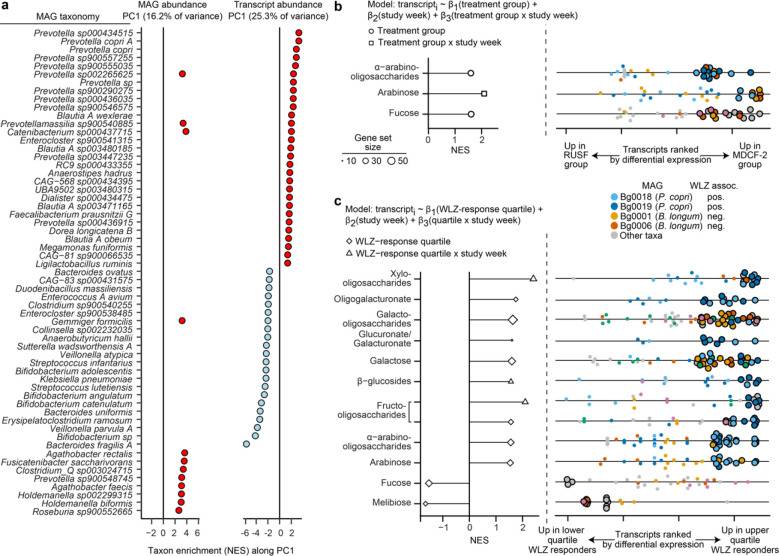 a
MAG abundance
PC1 (16.2% of variance)
Transcript abundance
PC1 (25.3% of variance)
MAG taxonomy
Prevotella sp000434515
Prevotella copri A
Prevotella copri
Prevotella sp900557255
Prevotella sp900555035
Prevotella sp002265625
Prevotella sp
Prevotella sp900290275
Prevotella sp000436035
Prevotella sp900546575
Blautia A wexlerae
Prevotellamassilia sp900540885
Catenibacterium sp000437715
Enterocloster sp900541315
Blautia A sp003480185
Prevotella sp003447235
RC9 sp000433355
Anaerostipes hadrus
CAG-568 sp000434395
UBA9502 sp003480315
Dialister sp000434475
Blautia A sp003471165
Faecalibacterium prausnitzii G
Prevotella sp000436915
Dorea longicatena B
Blautia A obeum
Megamonas funiformis
CAG-81 sp900066535
Ligilactobacillus ruminis
Bacteroides ovatus
CAG-83 sp000431575
Duodenibacillus massiliensis
Enterococcus A avium
Clostridium sp900540255
Enterocloster sp900538485
Gemmiger formicilis
Collinsella sp002232035
Anaerobutyricum hallii
Sutterella wadsworthensis A
Veillonella atypica
Streptococcus infantarius
Bifidobacterium adolescentis
Klebsiella pneumoniae
Streptococcus lutetiensis
Bifidobacterium angulatum
Bifidobacterium catenulatum
Bacteroides uniformis
Erysipelatoclostridium ramosum
Veillonella parvula A
Bifidobacterium sp
Bacteroides fragilis A
Agathobacter rectalis
Fusicatenibacter saccharivorans
Clostridium_Q sp003024715
Prevotella sp900548745
Agathobacter faecis
Holdemanella sp002299315
Holdemanella biformis
Roseburia sp900552665
−4 0 4 6
−6 −4 −2 0 2 4
Taxon enrichment (NES) along PC1
b
Model: transcripti ~ β1(treatment group) +
β2(study week) + β3(treatment group x study week)
Treatment group
Treatment group x study week
α−arabino-
oligosaccharides
Arabinose
Fucose
Gene set
size
10 30 50
0 1 2
NES
Up in
RUSF
group
Transcripts ranked
by differential expression
Up in
MDCF-2
group
MAG WLZ assoc.
Bg0018 (P. copri) pos.
Bg0019 (P. copri) pos.
Bg0001 (B. longum) neg.
Bg0006 (B. longum) neg.
Other taxa
c
Model: transcripti ~ β1(WLZ-response quartile) +
β2(study week) + β3(quartile x study week)
WLZ-response quartile
WLZ-response quartile x study week
Xylo-
oligosaccharides
Oligogalacturonate
Galacto-
oligosaccharides
Glucuronate/
Galacturonate
Galactose
β-glucosides
Fructo-
oligosaccharides
α−arabino-
oligosaccharides
Arabinose
Fucose
Melibiose
−1 0 1 2
NES
Up in lower
quartile
WLZ responders
Transcripts ranked
by differential expression
Up in upper
quartile
WLZ responders